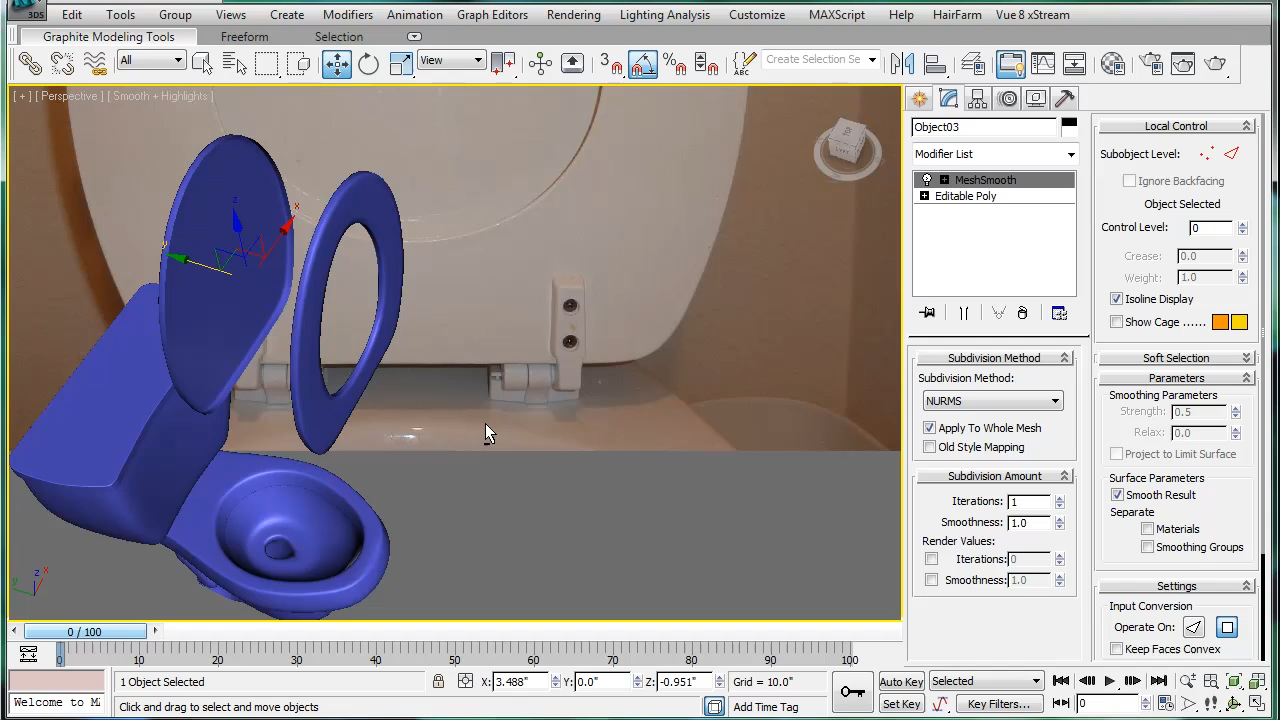 3DS
Edit Tools Group Views Create Modifiers Animation Graph Editors Rendering Lighting Analysis Customize MAXScript Help HairFarm Vue 8 xStream
Graphite Modeling Tools Freeform Selection
All View 3 % ABC Create Selection Se
[ + ] [ Perspective ] [ Smooth + Highlights ]
TOP
z
x
y
z
x
y
Object03
Modifier List
MeshSmooth
Editable Poly
Subdivision Method
Subdivision Method:
NURMS
Apply To Whole Mesh
Old Style Mapping
Subdivision Amount
Iterations: 1
Smoothness: 1.0
Render Values:
Iterations: 0
Smoothness: 1.0
Local Control
Subobject Level:
Ignore Backfacing
Object Selected
Control Level: 0
Crease: 0.0
Weight: 1.0
Isoline Display
Show Cage ......
Soft Selection
Parameters
Smoothing Parameters
Strength: 0.5
Relax: 0.0
Project to Limit Surface
Surface Parameters
Smooth Result
Separate
Materials
Smoothing Groups
Settings
Input Conversion
Operate On:
Keep Faces Convex
0 / 100
0 10 20 30 40 50 60 70 80 90 100
1 Object Selected X: 3.488" Y: 0.0" Z: -0.951" Grid = 10.0" Auto Key Selected
Welcome to M Click and drag to select and move objects Add Time Tag Set Key Key Filters... 0